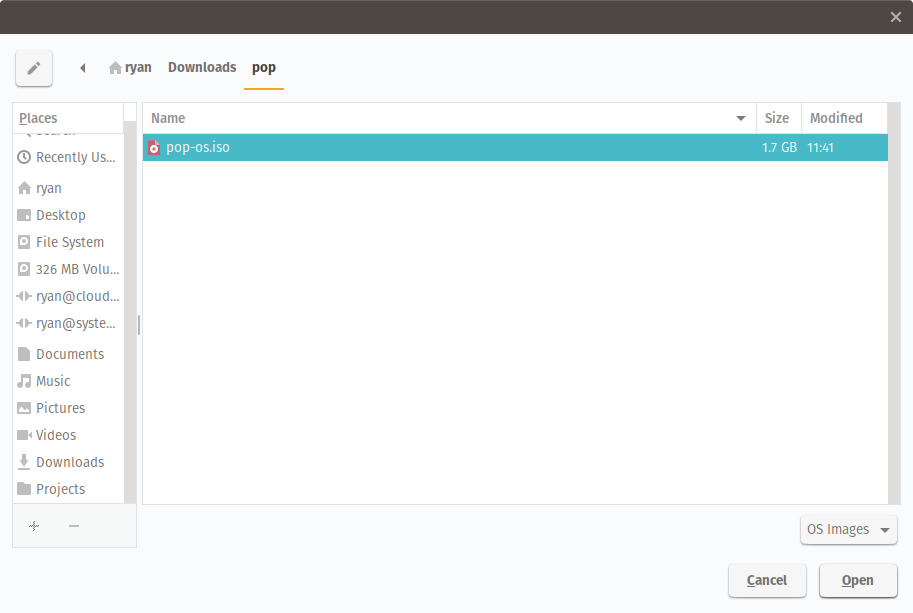 ryan Downloads pop
Places
Recently Us...
ryan
Desktop
File System
326 MB Volu...
ryan@cloud...
ryan@syste...
Documents
Music
Pictures
Videos
Downloads
Projects
Name Size Modified
pop-os.iso 1.7 GB 11:41
OS Images
Cancel Open